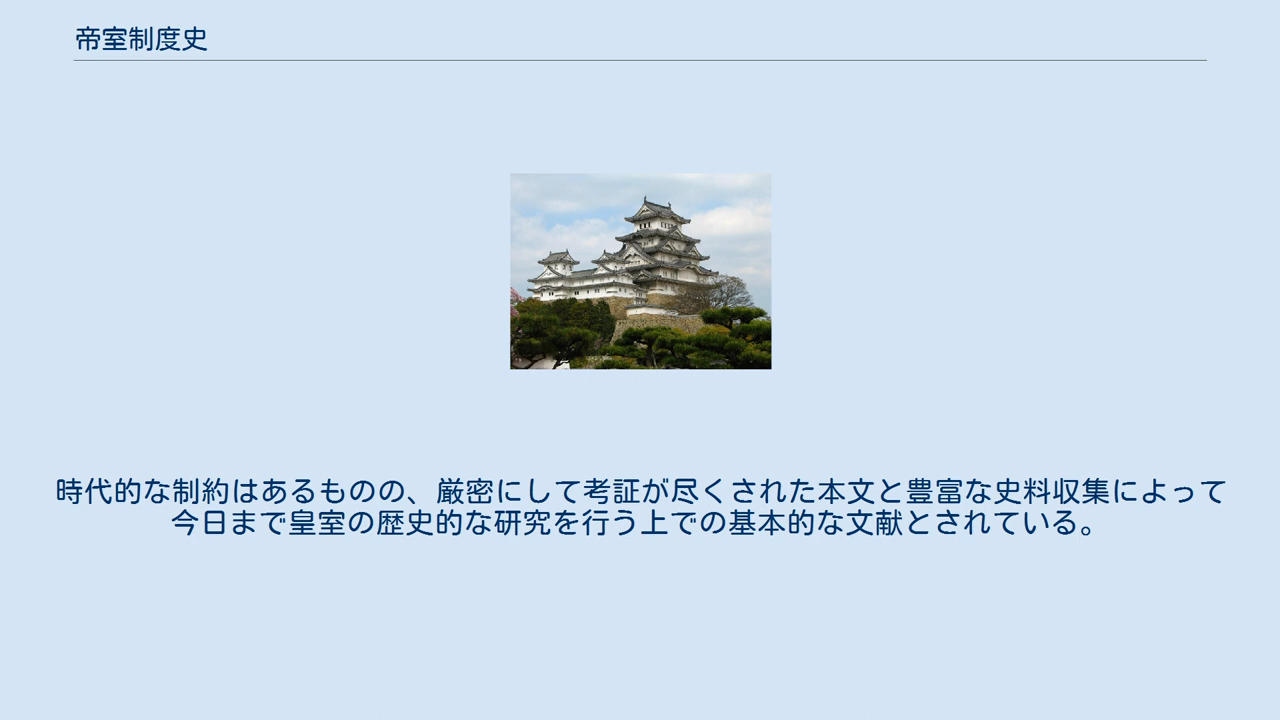 帝室制度史
時代的な制約はあるものの、厳密にして考証が尽くされた本文と豊富な史料収集によって
今日まで皇室の歴史的な研究を行う上での基本的な文献とされている。